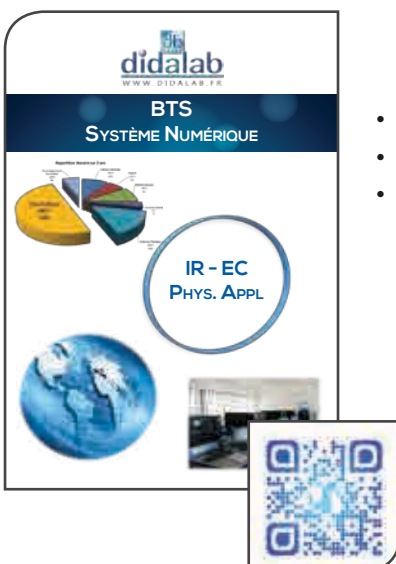 didalab
WWW.DIDALAB.FR
BTS
SYSTÈME NUMÉRIQUE
IR - EC
PHYS. APPL